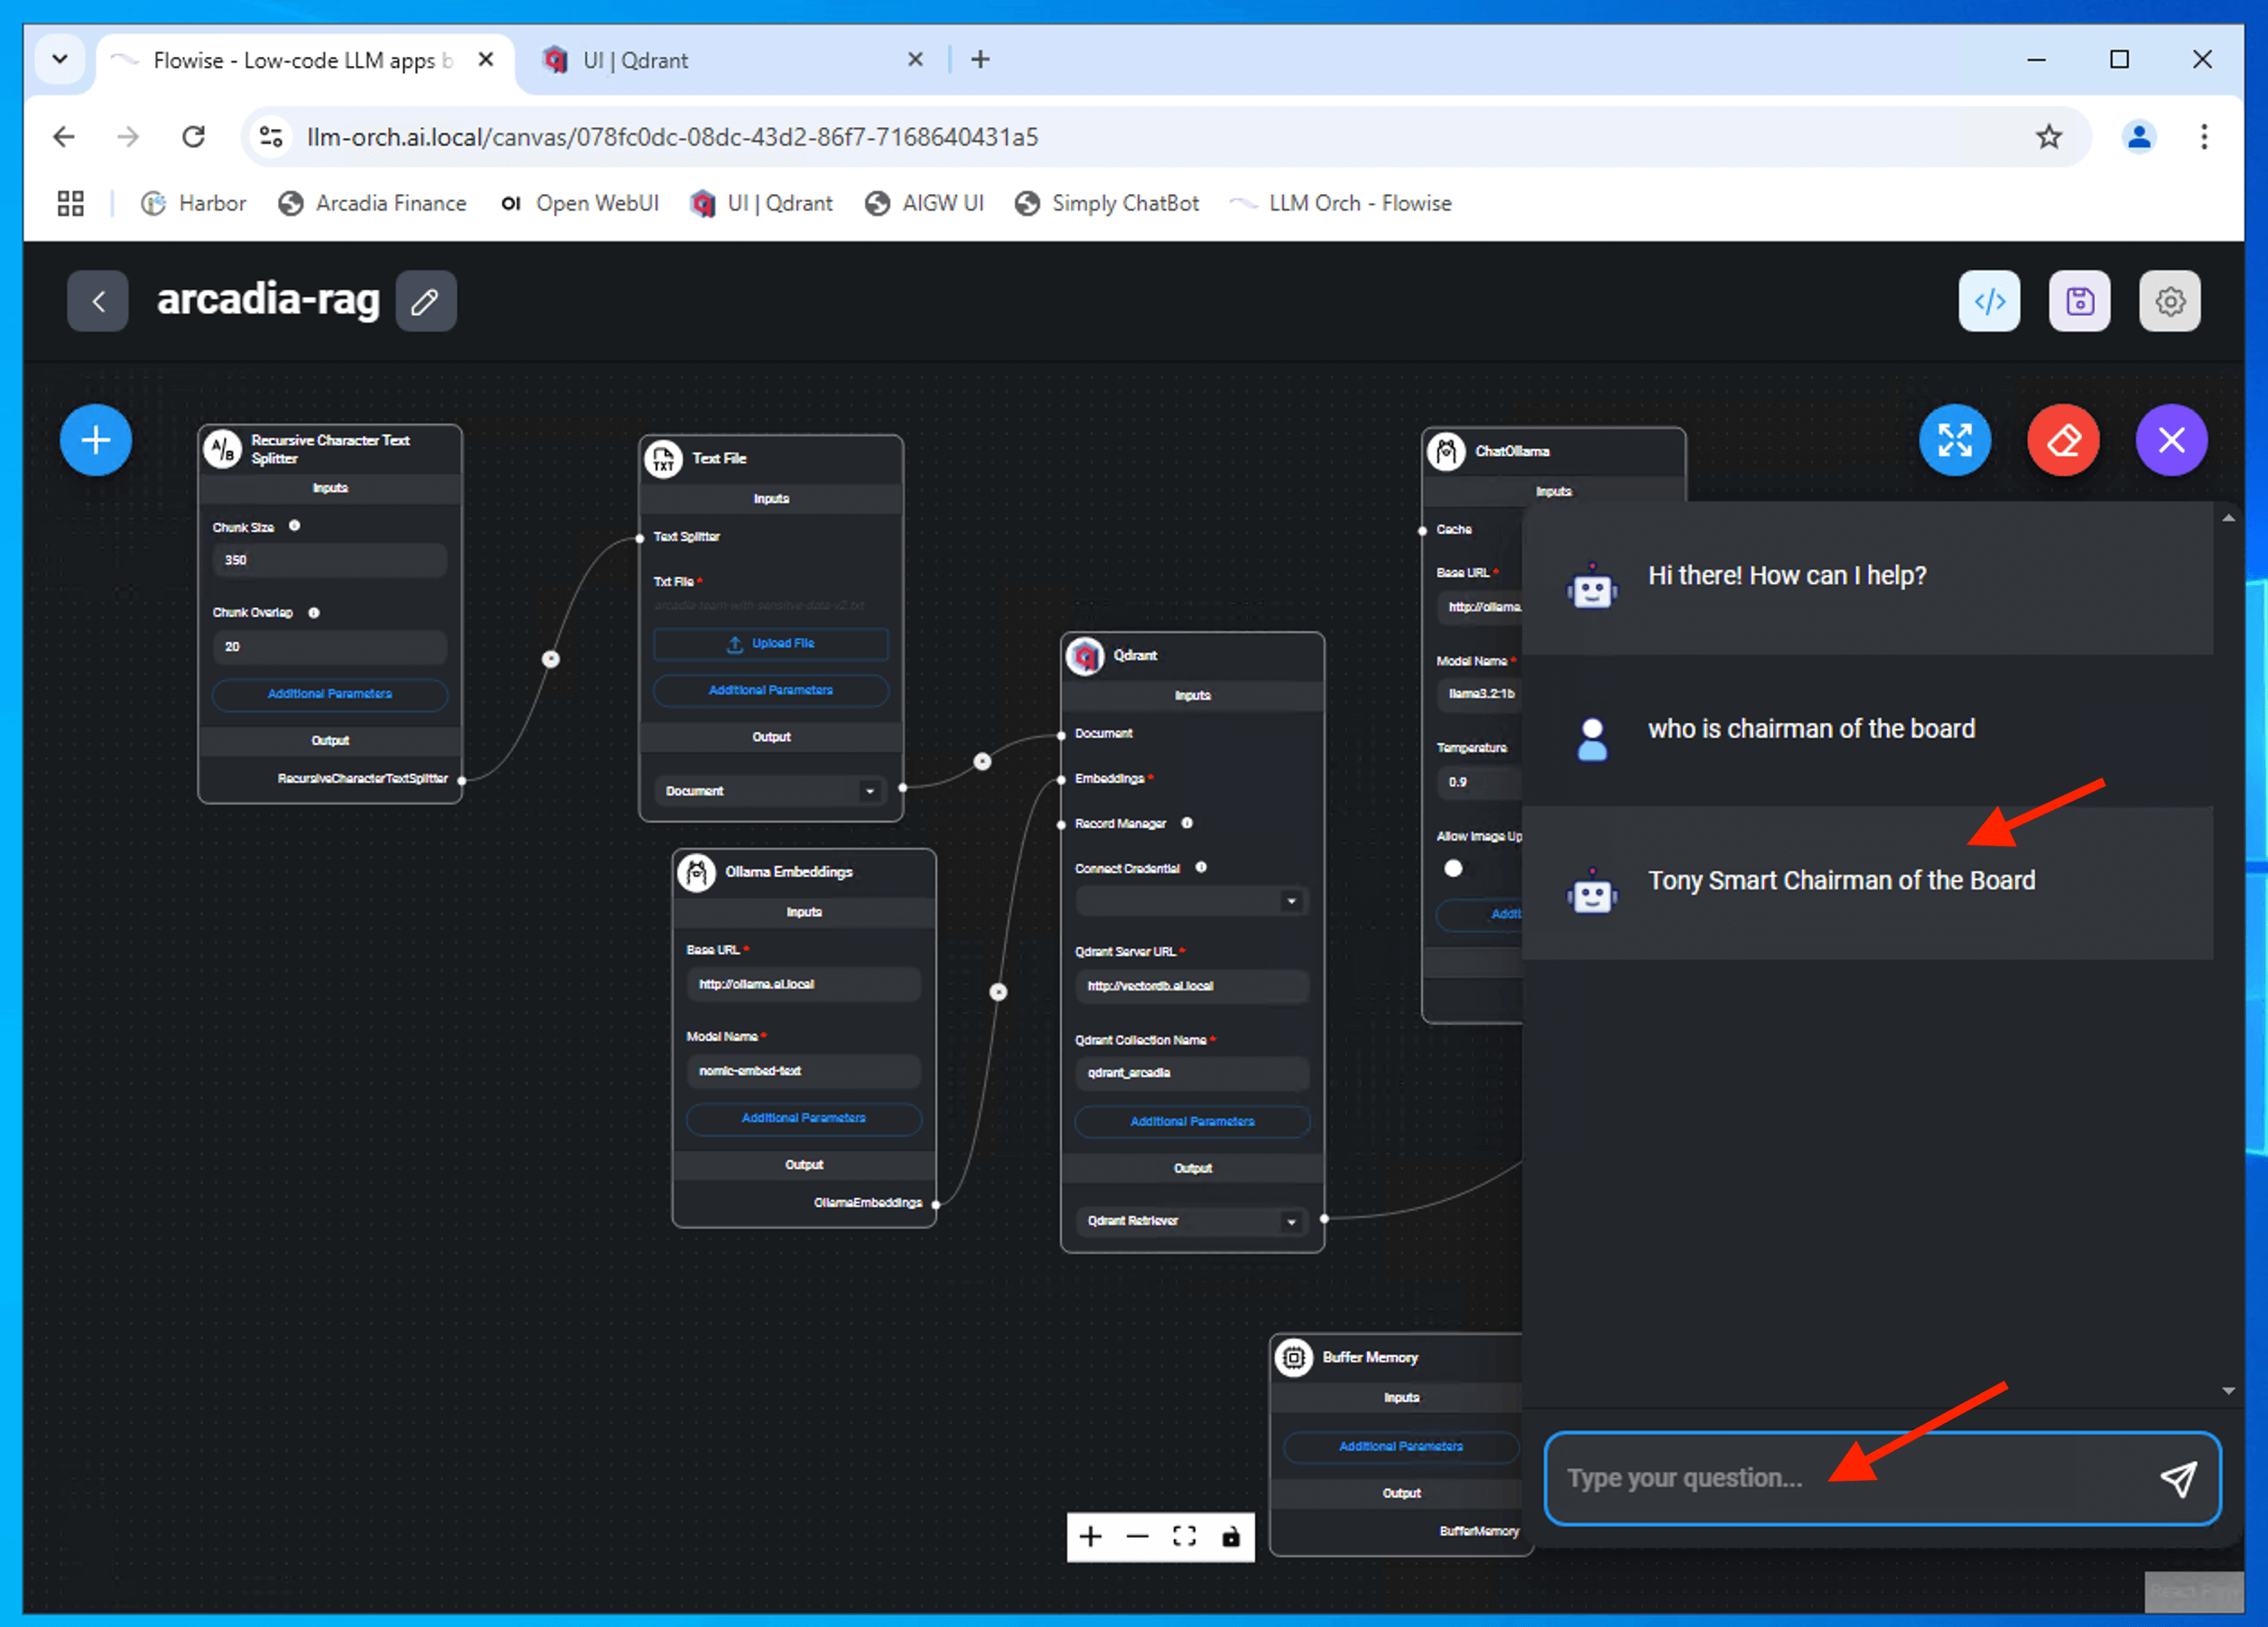 Flowise - Low-code LLM apps b
UI | Qdrant
llm-orch.ai.local/canvas/078fc0dc-08dc-43d2-86f7-7168640431a5
Harbor
Arcadia Finance
OI Open WebUI
UI | Qdrant
AIGW UI
Simply ChatBot
LLM Orch - Flowise
arcadia-rag
A/B
Recursive Character Text
Splitter
Inputs
Chunk Size
350
Chunk Overlap
20
Additional Parameters
Output
RecursiveCharacterTextSplitter
TXT
Text File
Inputs
Text Splitter
Txt File *
arcadia-team-with-sensitive-data-v2.txt
Upload File
Additional Parameters
Output
Document
Ollama Embeddings
Inputs
Base URL *
http://ollama.ai.local
Model Name *
nomic-embed-text
Additional Parameters
Output
OllamaEmbeddings
Qdrant
Inputs
Document
Embeddings *
Record Manager
Connect Credential
Qdrant Server URL *
http://vectordb.ai.local
Qdrant Collection Name *
qdrant_arcadia
Additional Parameters
Output
Qdrant Retriever
ChatOllama
Inputs
Cache
Base URL *
http://ollama.
Model Name *
llama3.2:1b
Temperature
0.9
Allow Image Up
Addit
Buffer Memory
Inputs
Additional Parameters
Output
BufferMemory
Hi there! How can I help?
who is chairman of the board
Tony Smart Chairman of the Board
Type your question...